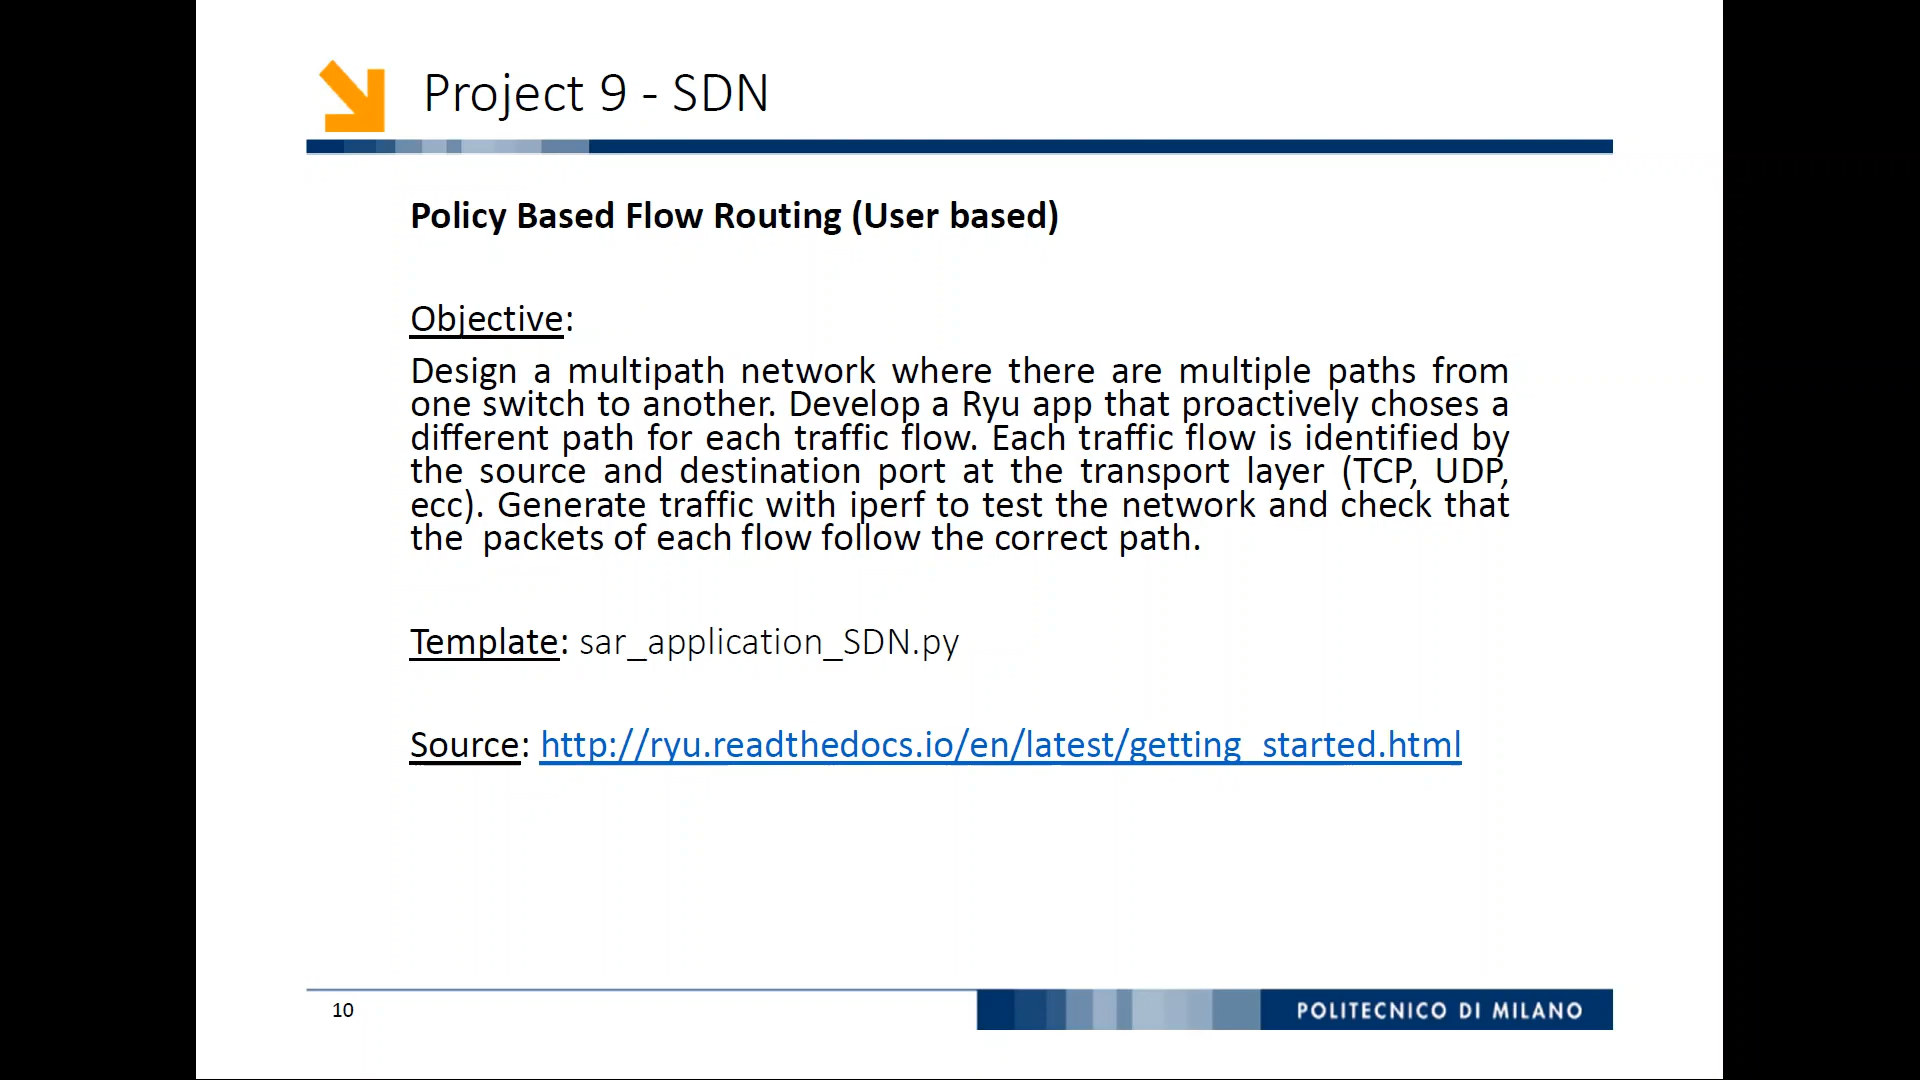 Project 9 - SDN
Policy Based Flow Routing (User based)
Objective:
Design a multipath network where there are multiple paths from
one switch to another. Develop a Ryu app that proactively choses a
different path for each traffic flow. Each traffic flow is identified by
the source and destination port at the transport layer (TCP, UDP,
ecc). Generate traffic with iperf to test the network and check that
the packets of each flow follow the correct path.
Template: sar_application_SDN.py
Source: http://ryu.readthedocs.io/en/latest/getting_started.html
10
POLITECNICO DI MILANO